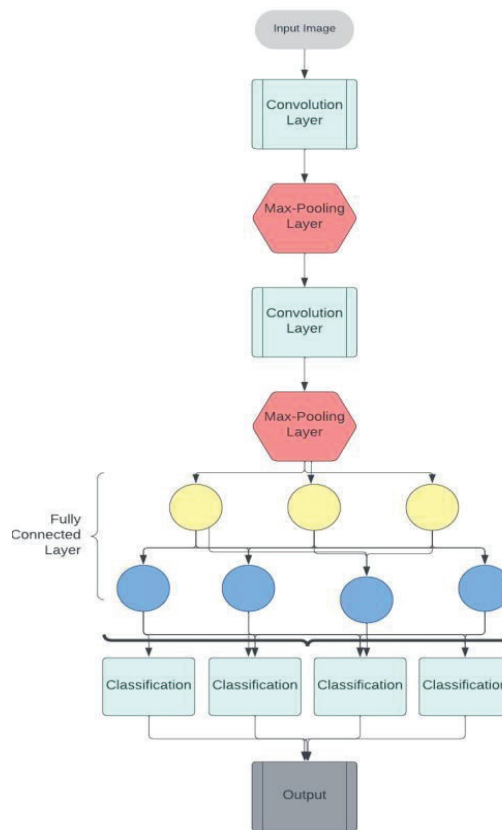 Input Image
Convolution
Layer
Max-Pooling
Layer
Convolution
Layer
Max-Pooling
Layer
Fully
Connected
Layer
Classification
Classification
Classification
Classification
Output